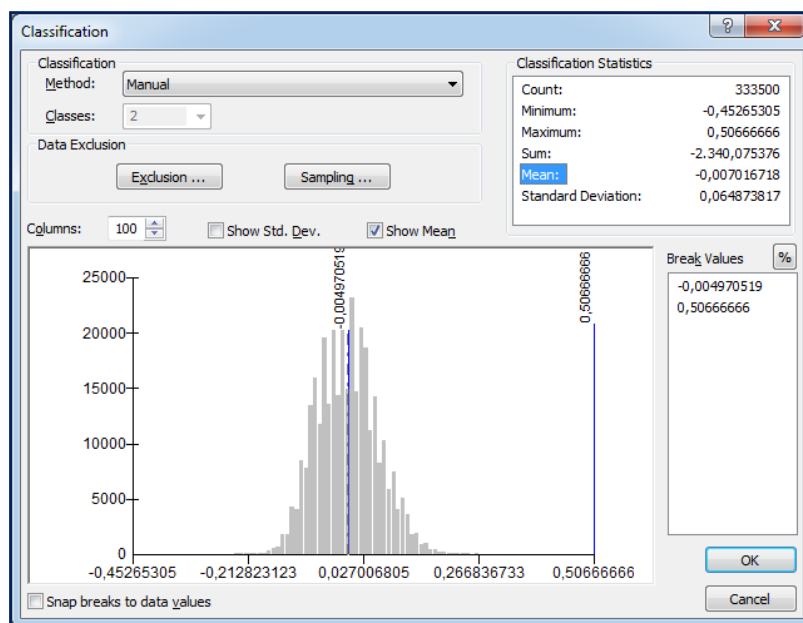 Classification
Classification
Method: Manual
Classes: 2
Data Exclusion
Exclusion ...
Sampling ...
Classification Statistics
Count: 333500
Minimum: -0,45265305
Maximum: 0,50666666
Sum: -2.340,075376
Mean: -0,007016718
Standard Deviation: 0,064873817
Columns: 100
Show Std. Dev.
Show Mean
Break Values
%
-0,004970519
0,50666666
-0,004970519
0,50666666
25000
20000
15000
10000
5000
0
-0,45265305 -0,212823123 0,027006805 0,266836733 0,50666666
Snap breaks to data values
OK
Cancel